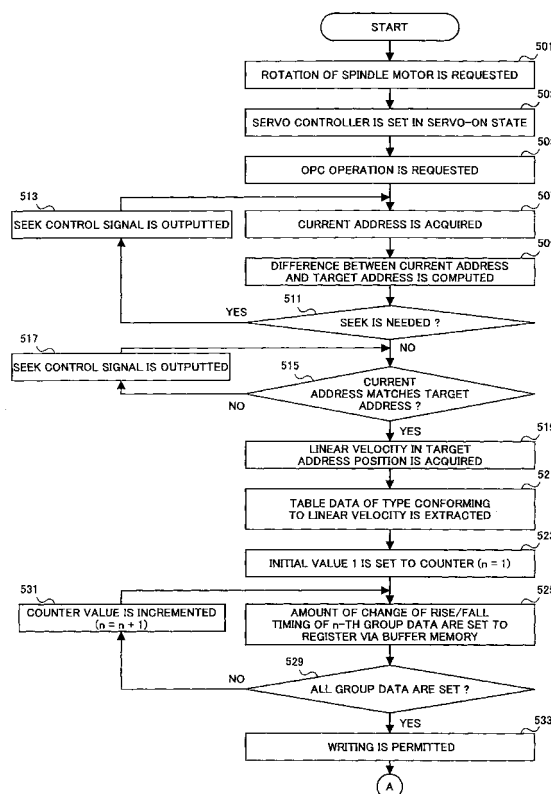 START
501
ROTATION OF SPINDLE MOTOR IS REQUESTED
SERVO CONTROLLER IS SET IN SERVO-ON STATE
OPC OPERATION IS REQUESTED
513
SEEK CONTROL SIGNAL IS OUTPUTTED
CURRENT ADDRESS IS ACQUIRED
DIFFERENCE BETWEEN CURRENT ADDRESS
AND TARGET ADDRESS IS COMPUTED
511
YES
SEEK IS NEEDED ?
517
NO
SEEK CONTROL SIGNAL IS OUTPUTTED
515
CURRENT
ADDRESS MATCHES TARGET
ADDRESS ?
NO
YES
519
LINEAR VELOCITY IN TARGET
ADDRESS POSITION IS ACQUIRED
TABLE DATA OF TYPE CONFORMING
TO LINEAR VELOCITY IS EXTRACTED
INITIAL VALUE 1 IS SET TO COUNTER (n = 1)
531
COUNTER VALUE IS INCREMENTED
(n = n + 1)
525
AMOUNT OF CHANGE OF RISE/FALL
TIMING OF n-TH GROUP DATA ARE SET TO
REGISTER VIA BUFFER MEMORY
529
NO
ALL GROUP DATA ARE SET ?
YES
533
WRITING IS PERMITTED
A